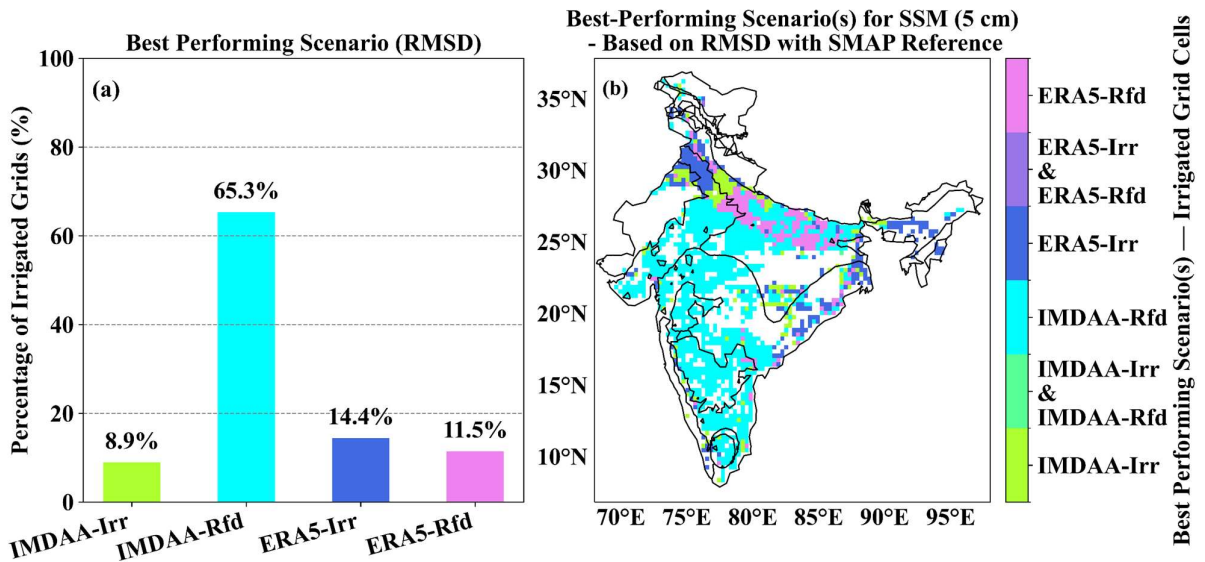 Best Performing Scenario (RMSD)
(a)
Percentage of Irrigated Grids (%)
100
80
60
40
20
0
8.9%
65.3%
14.4%
11.5%
IMDAA-Irr
IMDAA-Rfd
ERA5-Irr
ERA5-Rfd
Best-Performing Scenario(s) for SSM (5 cm)
- Based on RMSD with SMAP Reference
(b)
35°N
30°N
25°N
20°N
15°N
10°N
70°E
75°E
80°E
85°E
90°E
95°E
ERA5-Rfd
ERA5-Irr
&
ERA5-Rfd
ERA5-Irr
IMDAA-Rfd
IMDAA-Irr
&
IMDAA-Rfd
IMDAA-Irr
Best Performing Scenario(s) — Irrigated Grid Cells